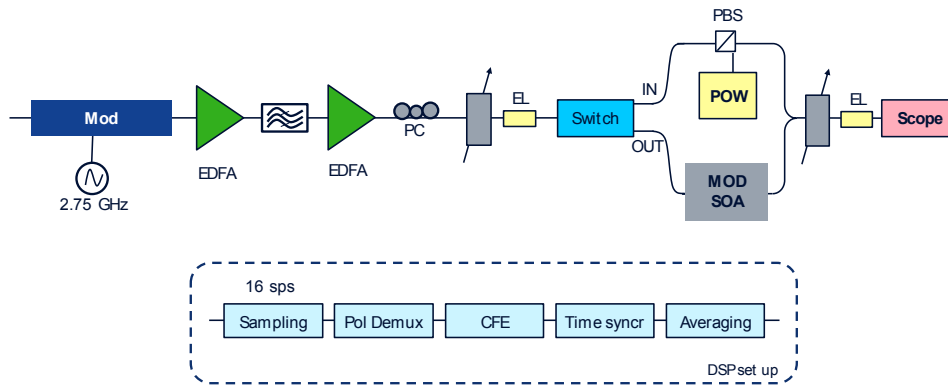 PBS
EL
IN
POW
EL
Mod
Switch
Scope
PC
OUT
EDFA
EDFA
MOD
SOA
2.75 GHz
16 sps
Sampling
Pol Demux
CFE
Time syncr
Averaging
DSPset up